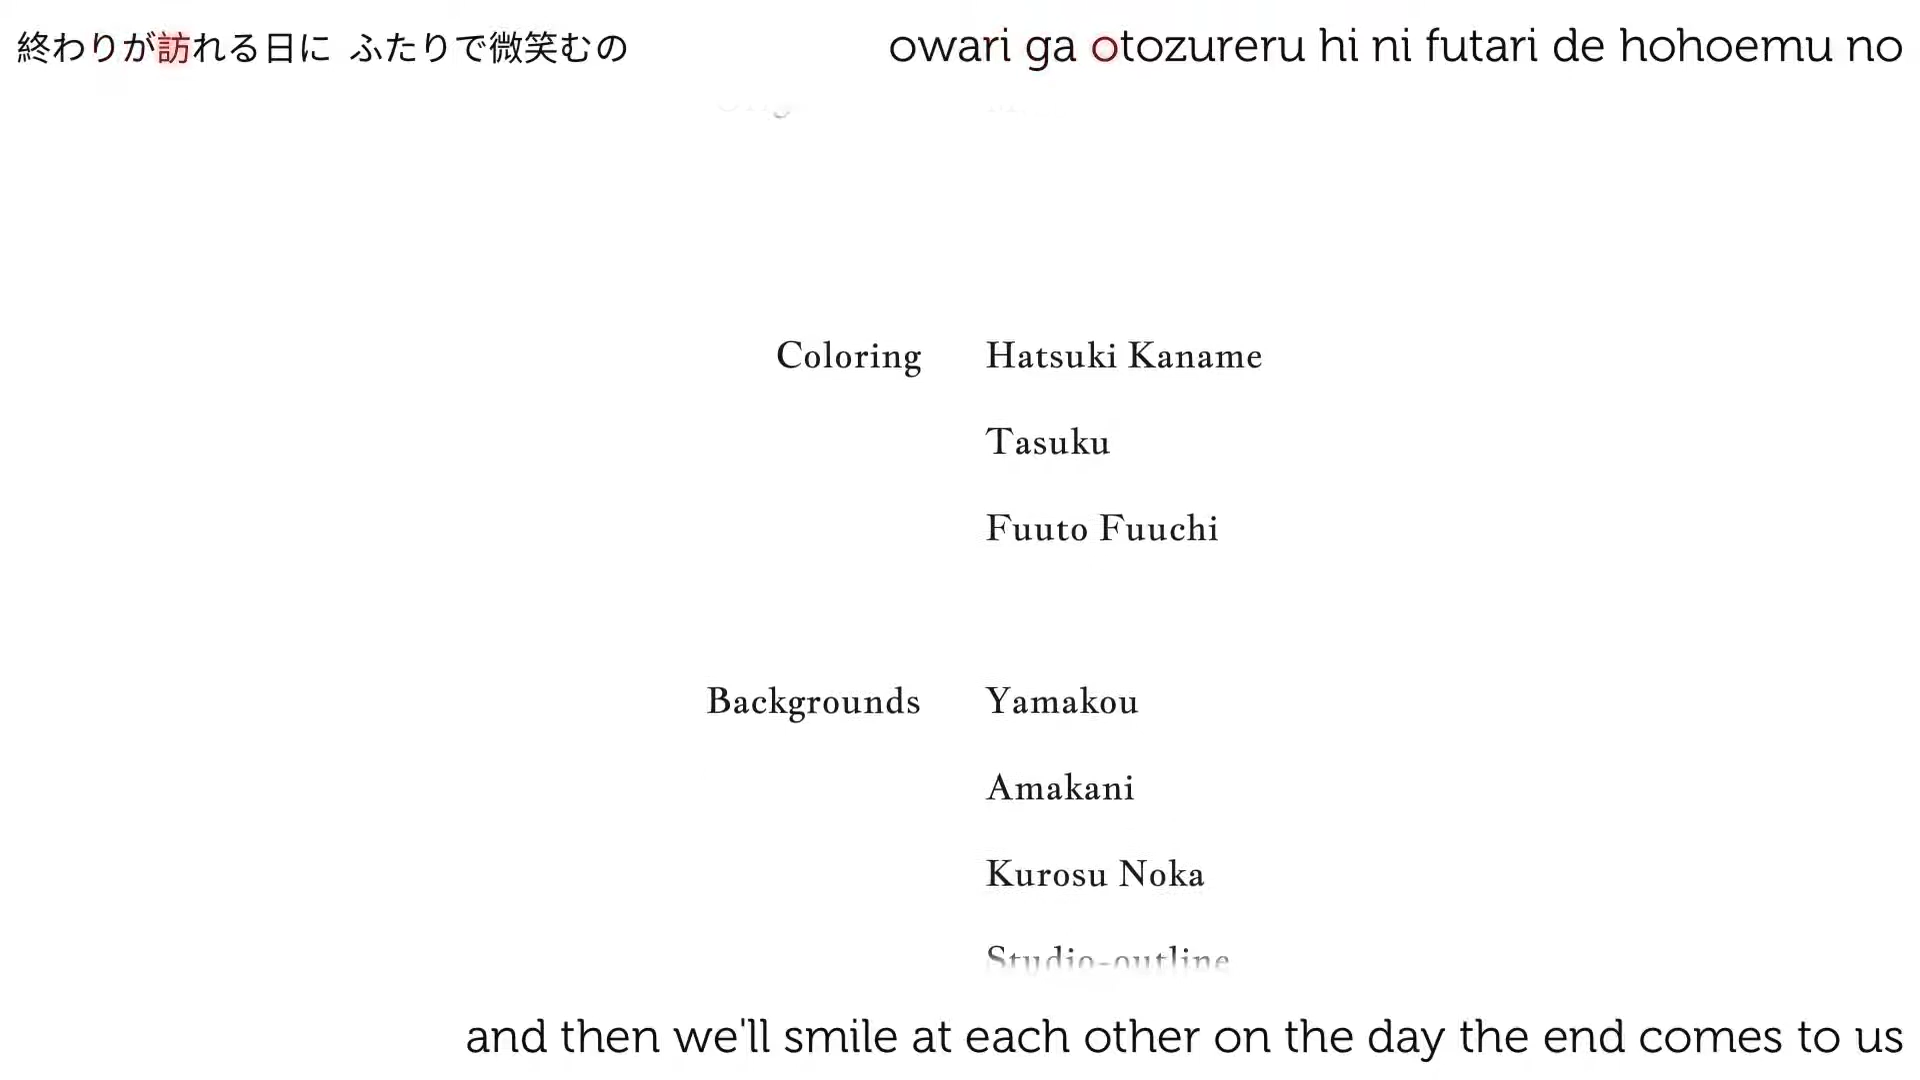 終わりが訪れる日に ふたりで微笑むの
owari ga otozureru hi ni futari de hohoemu no
Coloring Hatsuki Kaname
Tasuku
Fuuto Fuuchi
Backgrounds Yamakou
Amakani
Kurosu Noka
Studio-outline
and then we'll smile at each other on the day the end comes to us